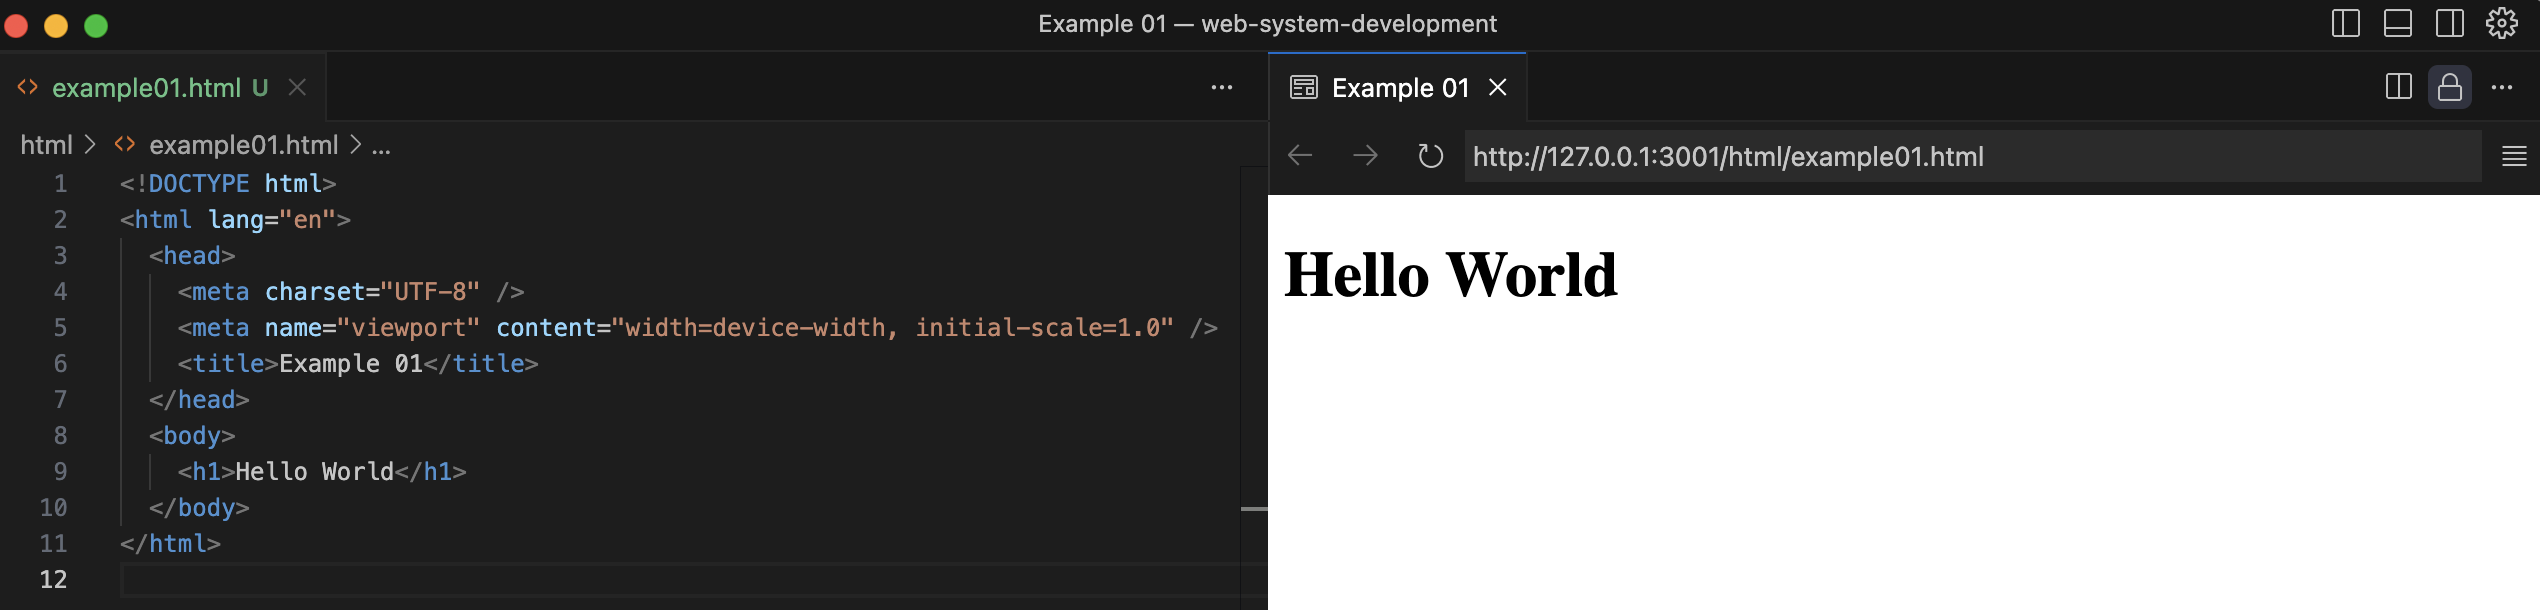 Example 01 — web-system-development
example01.html U
html > example01.html > ...
1 <!DOCTYPE html>
2 <html lang="en">
3   <head>
4     <meta charset="UTF-8" />
5     <meta name="viewport" content="width=device-width, initial-scale=1.0" />
6     <title>Example 01</title>
7   </head>
8   <body>
9     <h1>Hello World</h1>
10   </body>
11 </html>
12
Example 01
http://127.0.0.1:3001/html/example01.html
Hello World